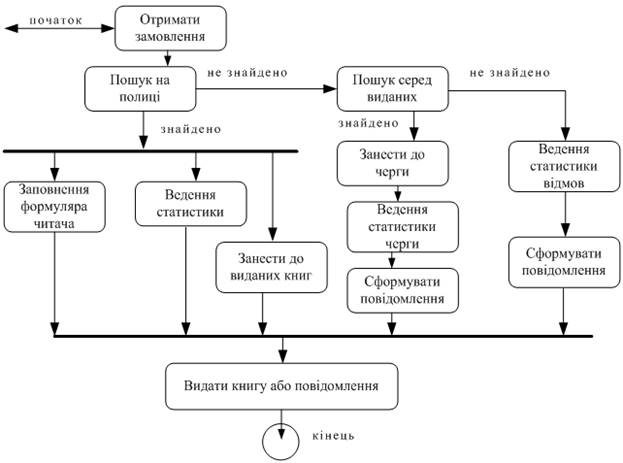 початок
Отримати
замовлення
Пошук на
полиці
не знайдено
Пошук серед
виданих
не знайдено
знайдено
знайдено
Заповнення
формуляра
читача
Ведення
статистики
Занести до
виданих книг
Занести до
черги
Ведення
статистики
черги
Сформувати
повідомлення
Ведення
статистики
відмов
Сформувати
повідомлення
Видати книгу або повідомлення
кінець